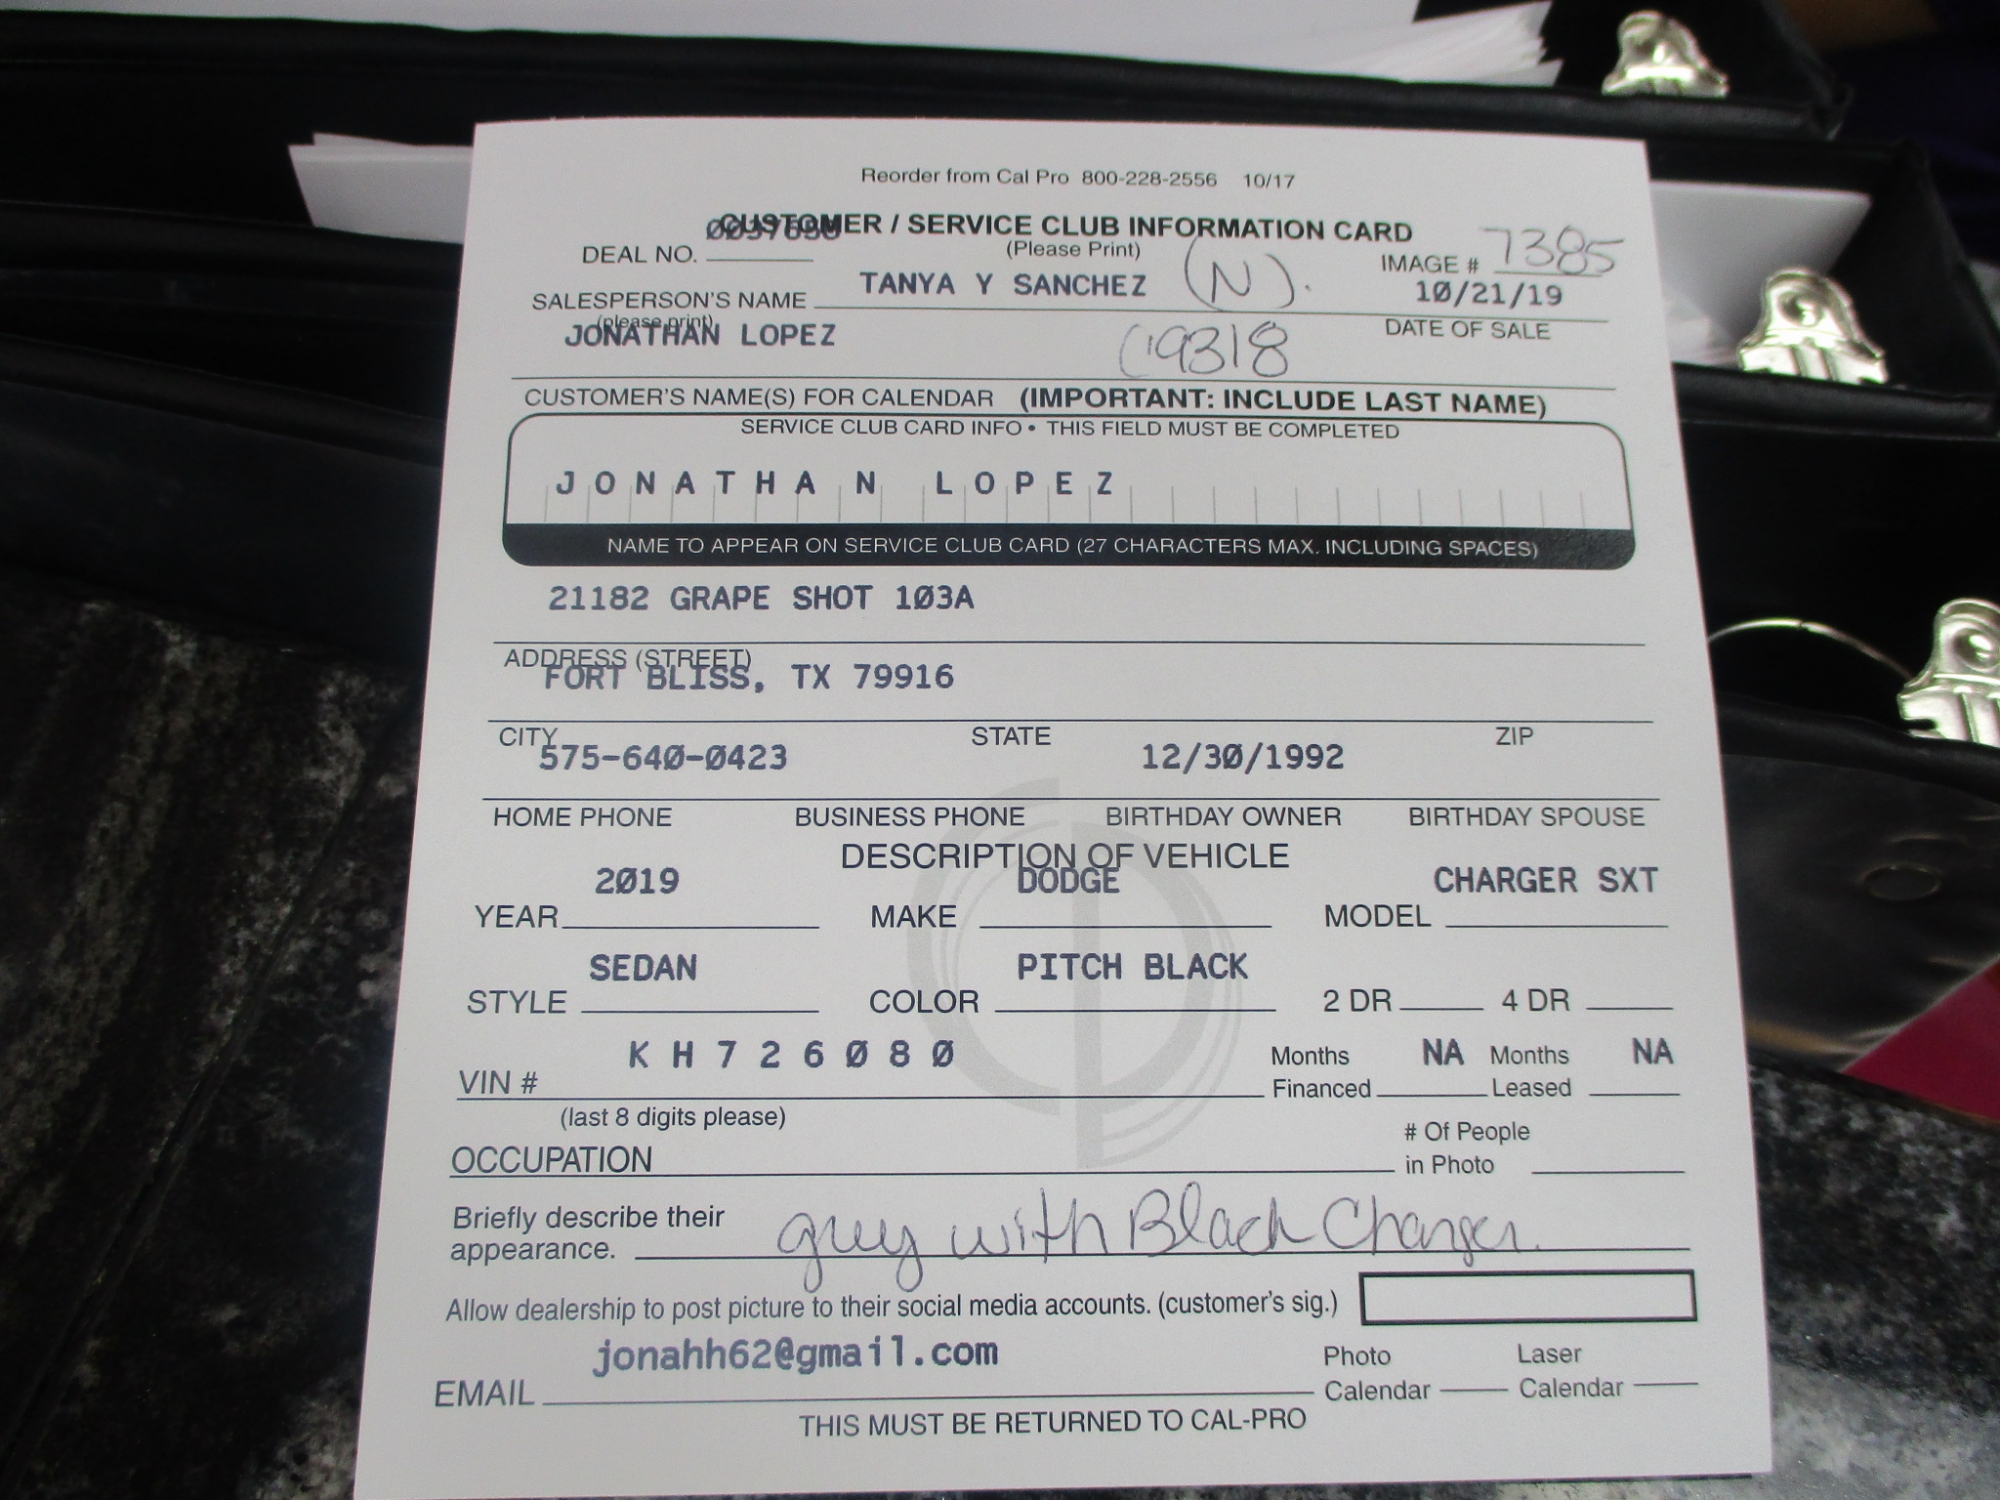 Reorder from Cal Pro 800-228-2556 10/17
CUSTOMER / SERVICE CLUB INFORMATION CARD
(Please Print)
DEAL NO.
IMAGE # 7385
TANYA Y SANCHEZ (N). 10/21/19
SALESPERSON'S NAME
(please print)
DATE OF SALE
JONATHAN LOPEZ
CUSTOMER'S NAME(S) FOR CALENDAR (IMPORTANT: INCLUDE LAST NAME)
SERVICE CLUB CARD INFO • THIS FIELD MUST BE COMPLETED
JONATHAN LOPEZ
NAME TO APPEAR ON SERVICE CLUB CARD (27 CHARACTERS MAX. INCLUDING SPACES)
21182 GRAPE SHOT 103A
ADDRESS (STREET)
FORT BLISS, TX 79916
CITY STATE ZIP
575-640-0423 12/30/1992
HOME PHONE BUSINESS PHONE BIRTHDAY OWNER BIRTHDAY SPOUSE
DESCRIPTION OF VEHICLE
2019 DODGE CHARGER SXT
YEAR MAKE MODEL
SEDAN PITCH BLACK
STYLE COLOR 2 DR 4 DR
KH726080
VIN # Months Financed NA Months Leased NA
(last 8 digits please)
OCCUPATION # Of People in Photo
Briefly describe their
appearance. guy with Black Charger.
Allow dealership to post picture to their social media accounts. (customer's sig.)
jonahh62@gmail.com
EMAIL Photo Calendar Laser Calendar
THIS MUST BE RETURNED TO CAL-PRO